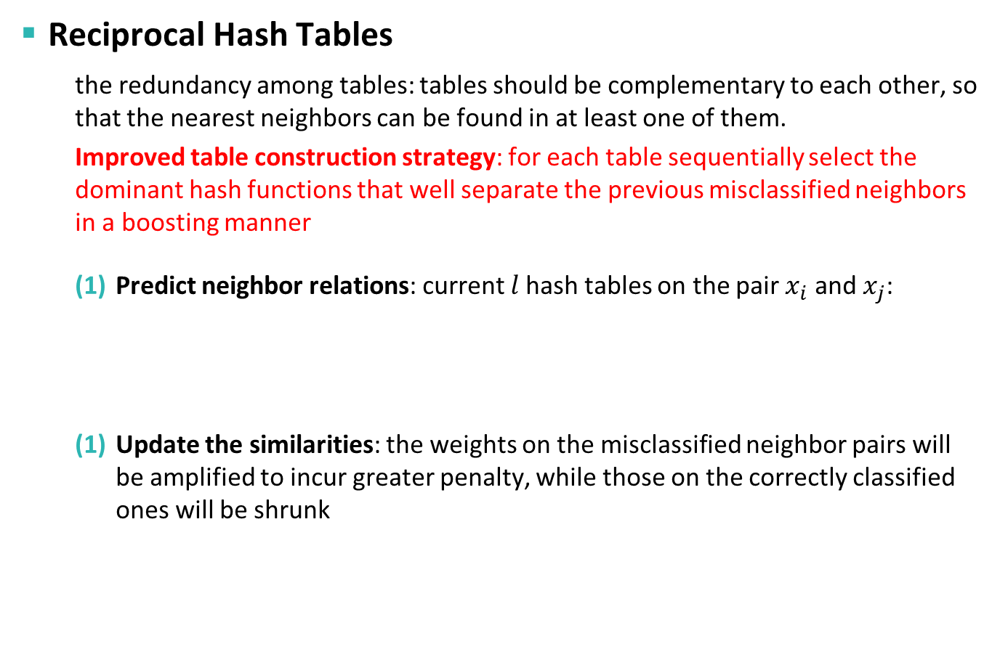 ▪ Reciprocal Hash Tables
the redundancy among tables: tables should be complementary to each other, so
that the nearest neighbors can be found in at least one of them.
Improved table construction strategy: for each table sequentially select the
dominant hash functions that well separate the previous misclassified neighbors
in a boosting manner
(1) Predict neighbor relations: current l hash tables on the pair x_i and x_j:
(1) Update the similarities: the weights on the misclassified neighbor pairs will
be amplified to incur greater penalty, while those on the correctly classified
ones will be shrunk